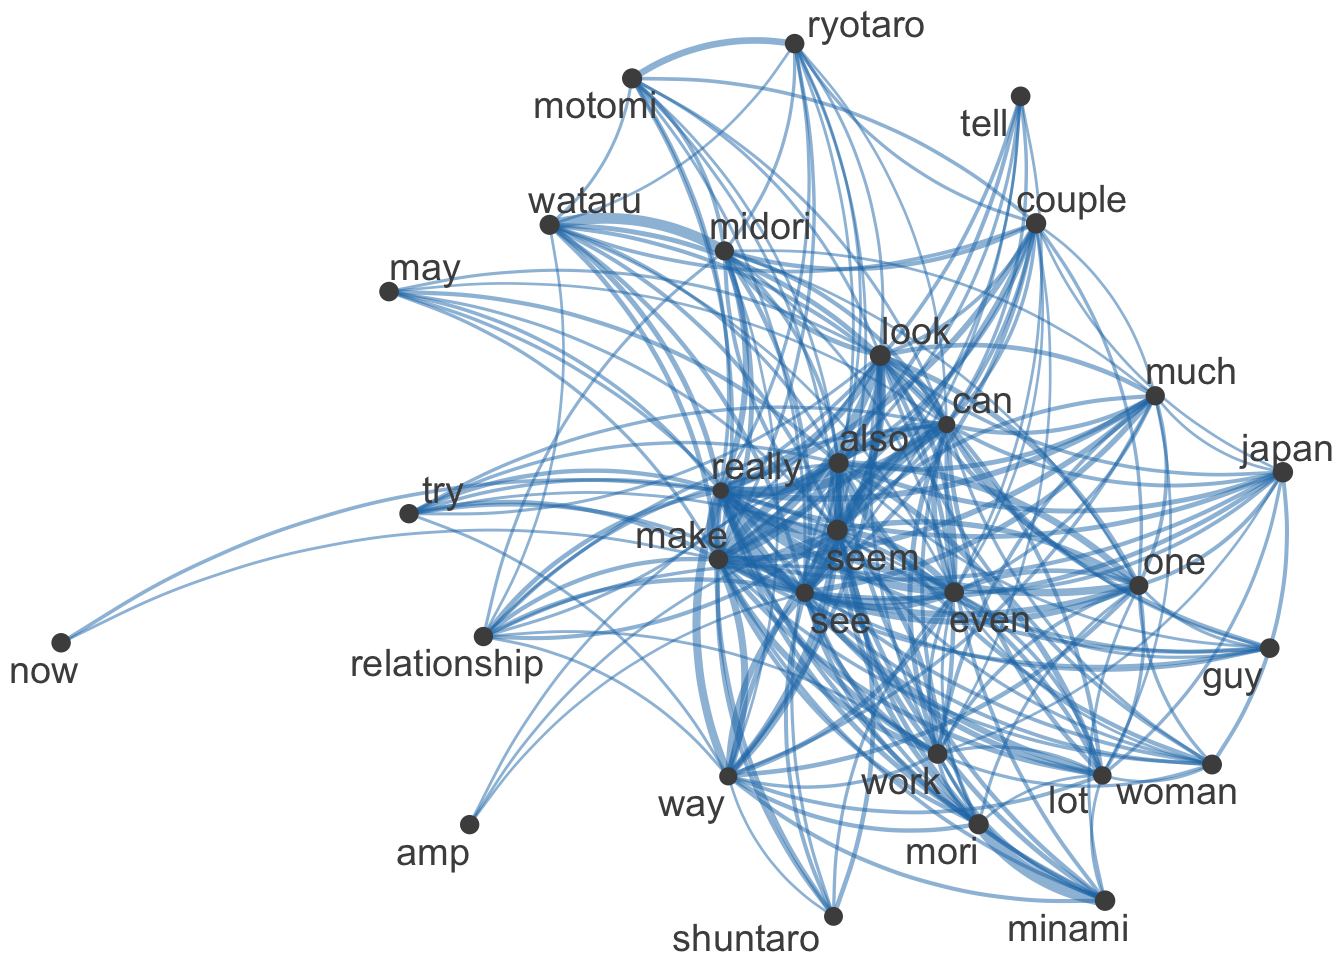 ryotaro
motomi
tell
wataru
couple
midori
may
look
much
can
also
japan
really
try
make
seem
one
see
even
relationship
now
guy
work
way
lot
woman
amp
mori
minami
shuntaro